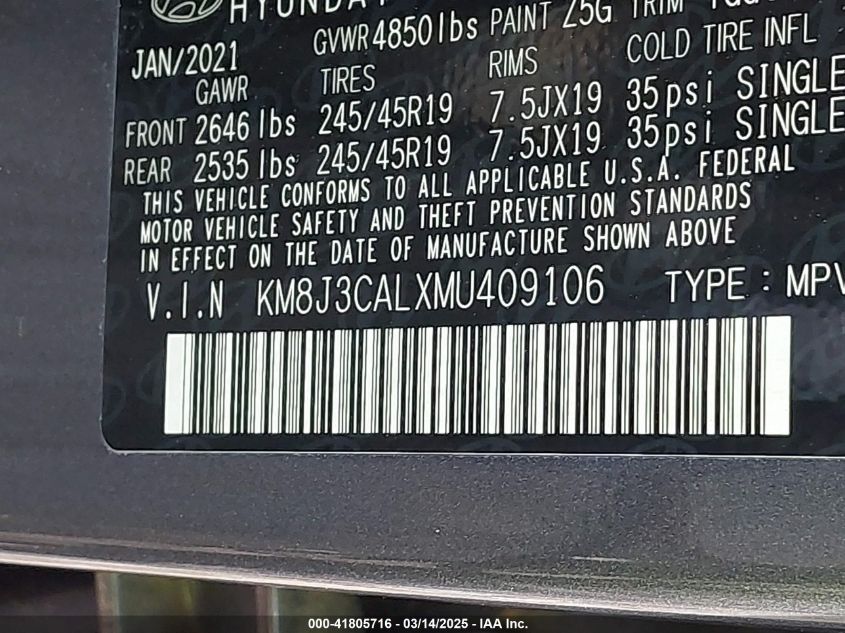 HYUNDAI
JAN/2021 GVWR 4850 lbs PAINT Z5G TRIM
GAWR TIRES RIMS COLD TIRE INFL
FRONT 2646 lbs 245/45R19 7.5JX19 35psi SINGLE
REAR 2535 lbs 245/45R19 7.5JX19 35psi SINGLE
THIS VEHICLE CONFORMS TO ALL APPLICABLE U.S.A. FEDERAL
MOTOR VEHICLE SAFETY AND THEFT PREVENTION STANDARDS
IN EFFECT ON THE DATE OF MANUFACTURE SHOWN ABOVE
V.I.N KM8J3CALXMU409106 TYPE : MPV
000-41805716 - 03/14/2025 - IAA Inc.